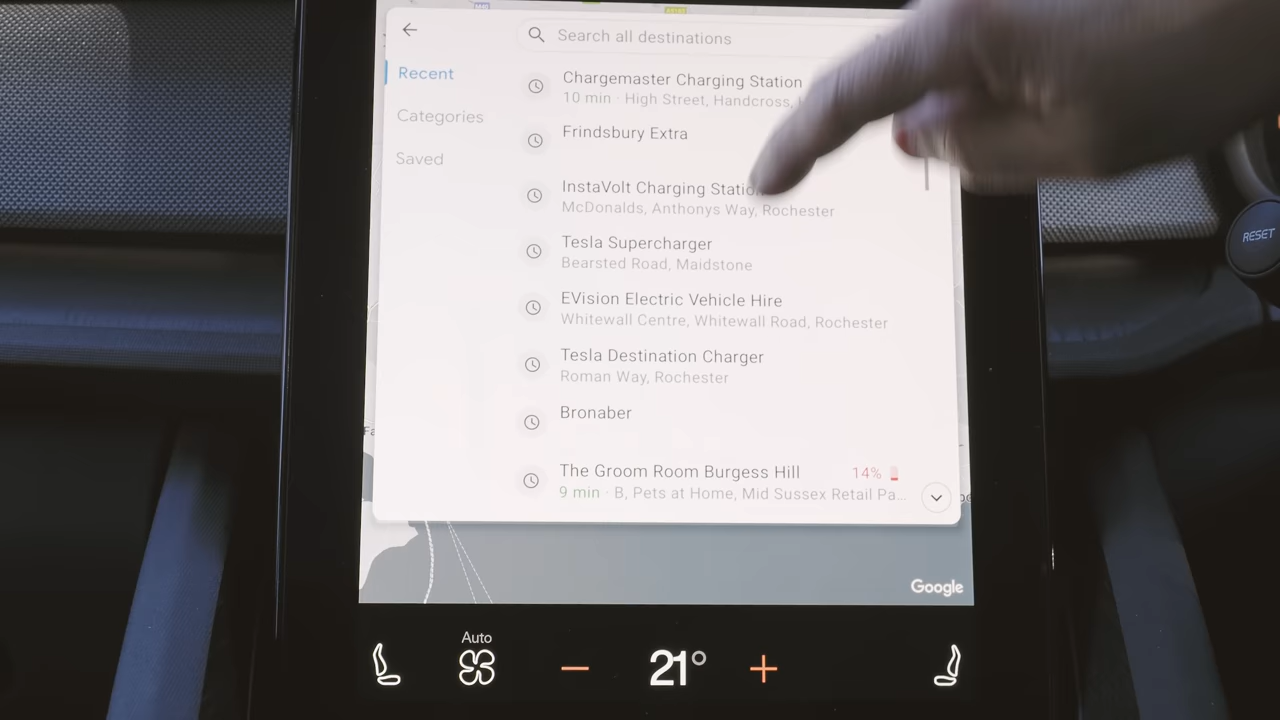 Search all destinations
Recent
Categories
Saved
Chargemaster Charging Station
10 min · High Street, Handcross,
Frindsbury Extra
InstaVolt Charging Station
McDonalds, Anthonys Way, Rochester
Tesla Supercharger
Bearsted Road, Maidstone
EVision Electric Vehicle Hire
Whitewall Centre, Whitewall Road, Rochester
Tesla Destination Charger
Roman Way, Rochester
Bronaber
The Groom Room Burgess Hill 14%
9 min · B, Pets at Home, Mid Sussex Retail Pa...
Google
Auto
21°
RESET